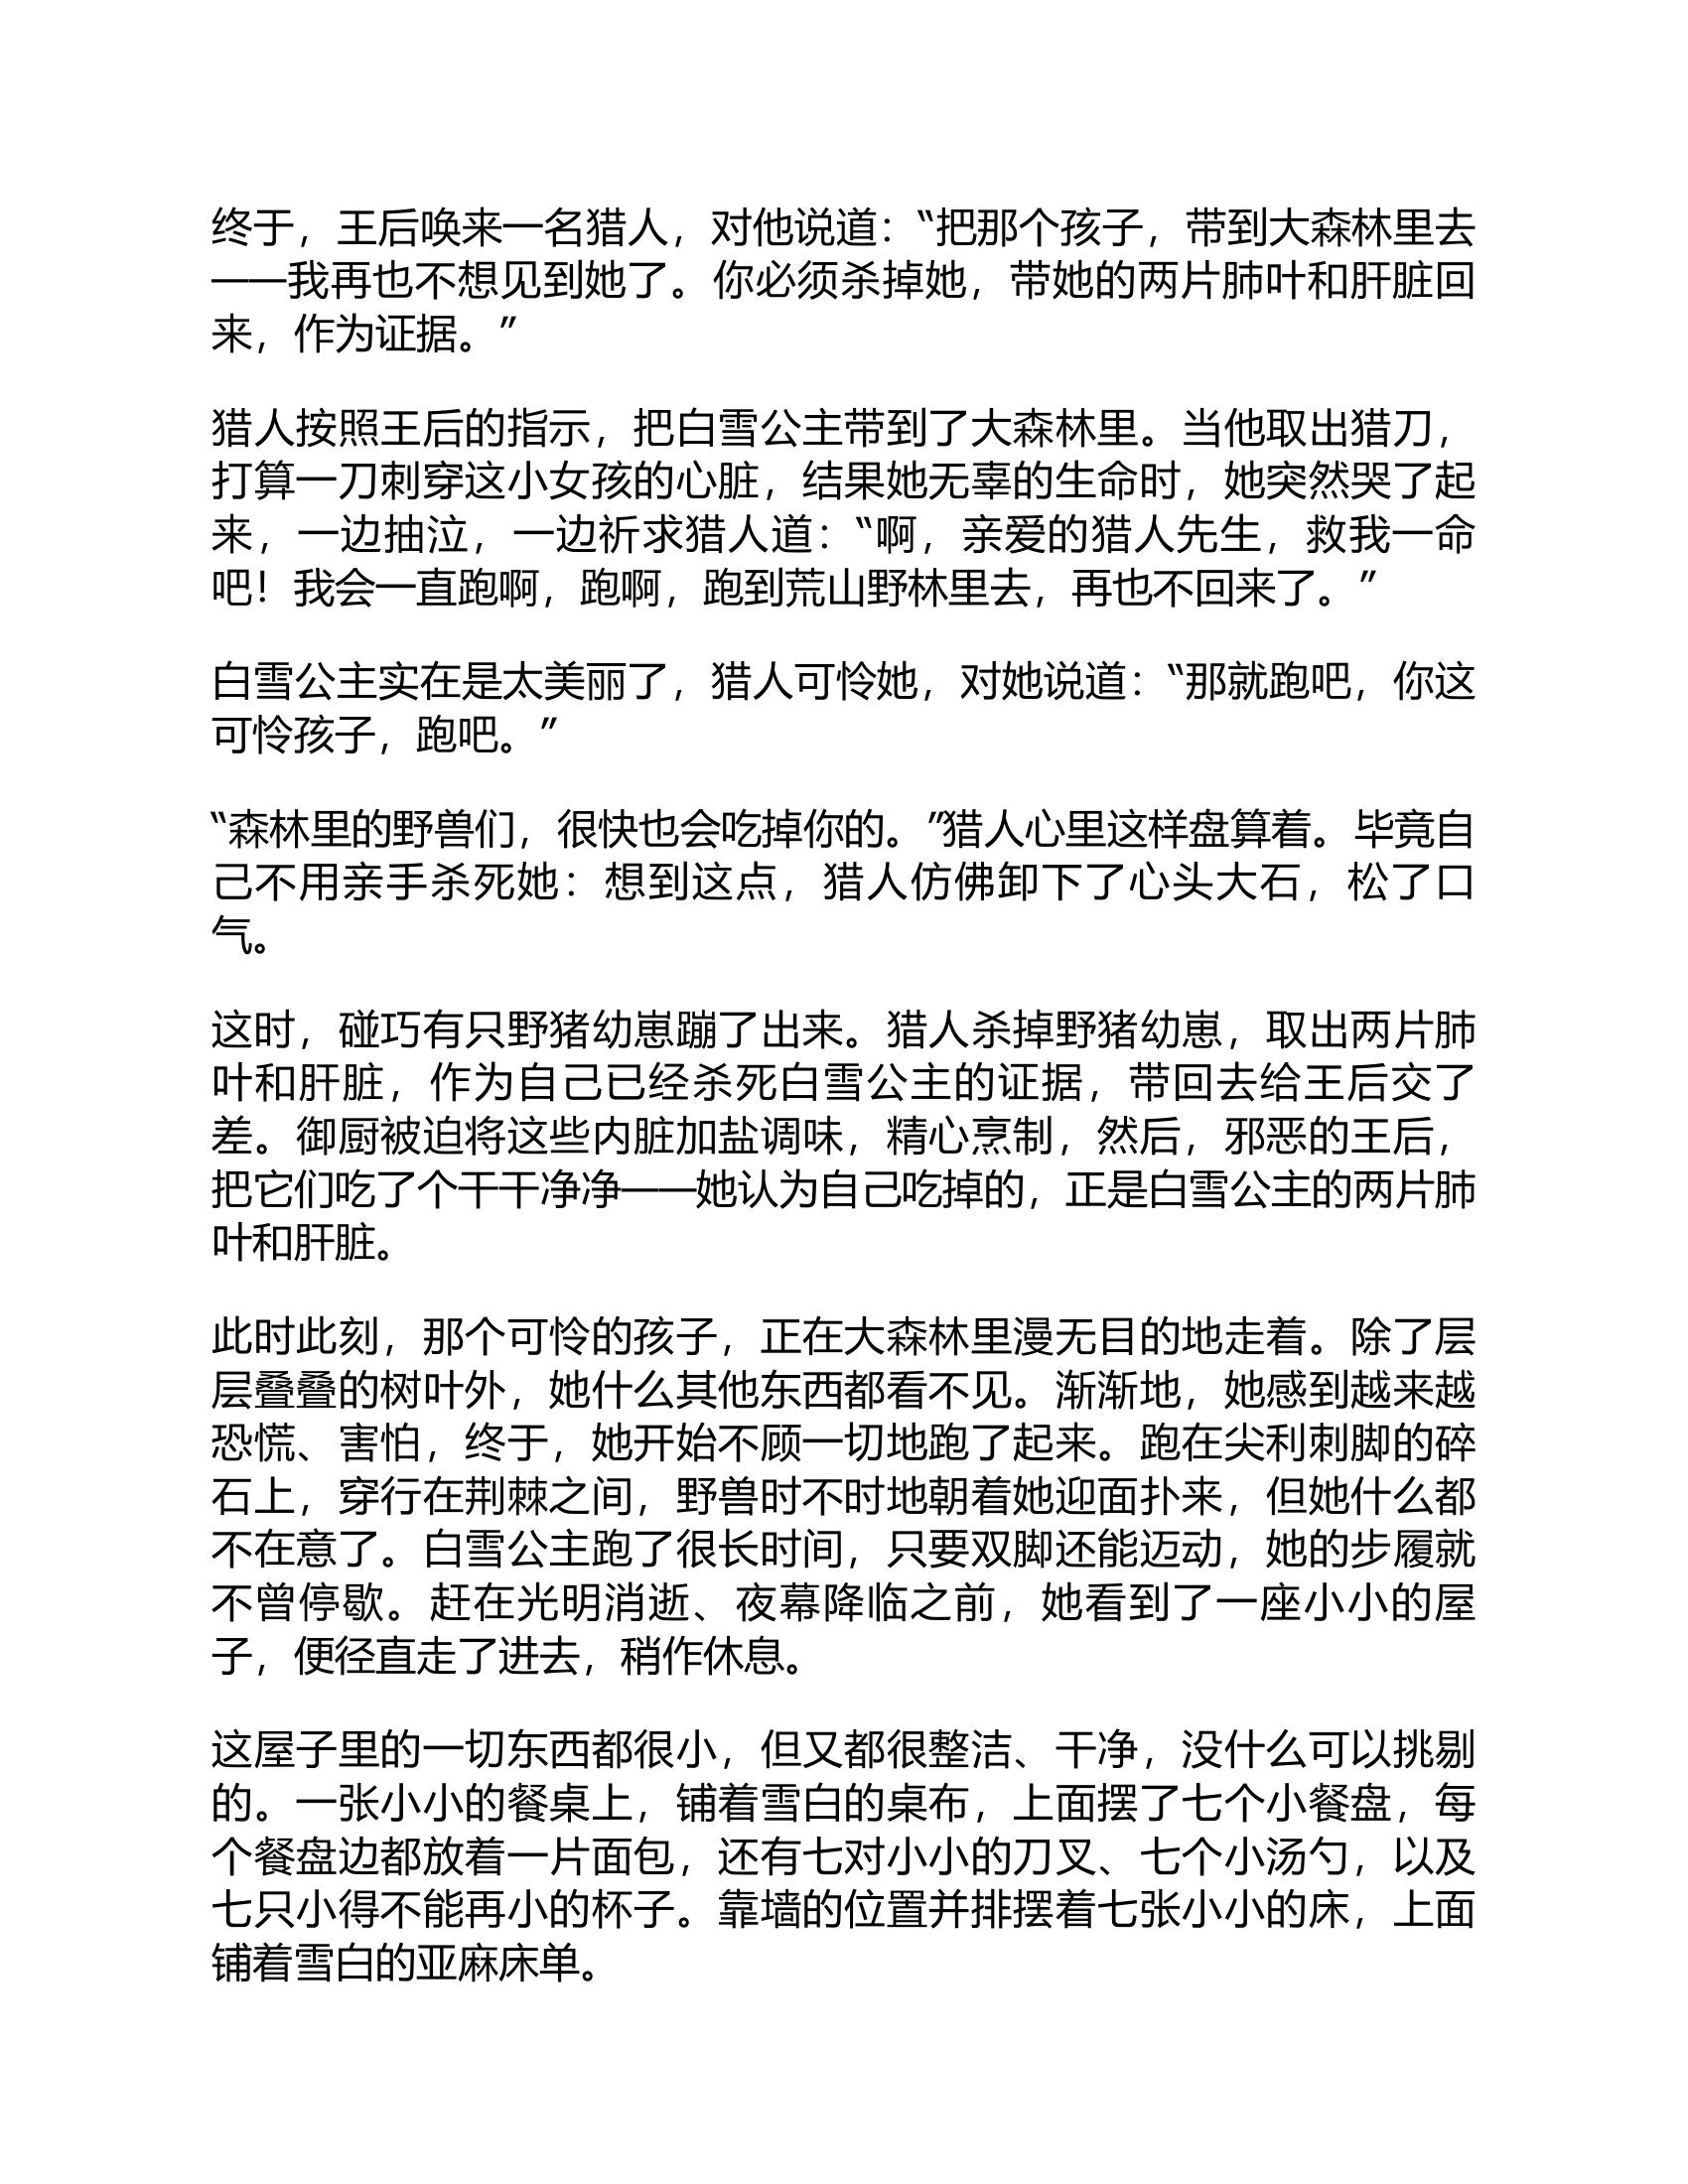 终于，王后唤来一名猎人，对他说道：“把那个孩子，带到大森林里去
——我再也不想见到她了。你必须杀掉她，带她的两片肺叶和肝脏回
来，作为证据。”
猎人按照王后的指示，把白雪公主带到了大森林里。当他取出猎刀，
打算一刀刺穿这小女孩的心脏，结果她无辜的生命时，她突然哭了起
来，一边抽泣，一边祈求猎人道：“啊，亲爱的猎人先生，救我一命
吧！我会一直跑啊，跑啊，跑到荒山野林里去，再也不回来了。”
白雪公主实在是太美丽了，猎人可怜她，对她说道：“那就跑吧，你这
可怜孩子，跑吧。”
“森林里的野兽们，很快也会吃掉你的。”猎人心里这样盘算着。毕竟自
己不用亲手杀死她：想到这点，猎人仿佛卸下了心头大石，松了口
气。
这时，碰巧有只野猪幼崽蹦了出来。猎人杀掉野猪幼崽，取出两片肺
叶和肝脏，作为自己已经杀死白雪公主的证据，带回去给王后交了
差。御厨被迫将这些内脏加盐调味，精心烹制，然后，邪恶的王后，
把它们吃了个干干净净——她认为自己吃掉的，正是白雪公主的两片肺
叶和肝脏。
此时此刻，那个可怜的孩子，正在大森林里漫无目的地走着。除了层
层叠叠的树叶外，她什么其他东西都看不见。渐渐地，她感到越来越
恐慌、害怕，终于，她开始不顾一切地跑了起来。跑在尖利刺脚的碎
石上，穿行在荆棘之间，野兽时不时地朝着她迎面扑来，但她什么都
不在意了。白雪公主跑了很长时间，只要双脚还能迈动，她的步履就
不曾停歇。赶在光明消逝、夜幕降临之前，她看到了一座小小的屋
子，便径直走了进去，稍作休息。
这屋子里的一切东西都很小，但又都很整洁、干净，没什么可以挑剔
的。一张小小的餐桌上，铺着雪白的桌布，上面摆了七个小餐盘，每
个餐盘边都放着一片面包，还有七对小小的刀叉、七个小汤勺，以及
七只小得不能再小的杯子。靠墙的位置并排摆着七张小小的床，上面
铺着雪白的亚麻床单。